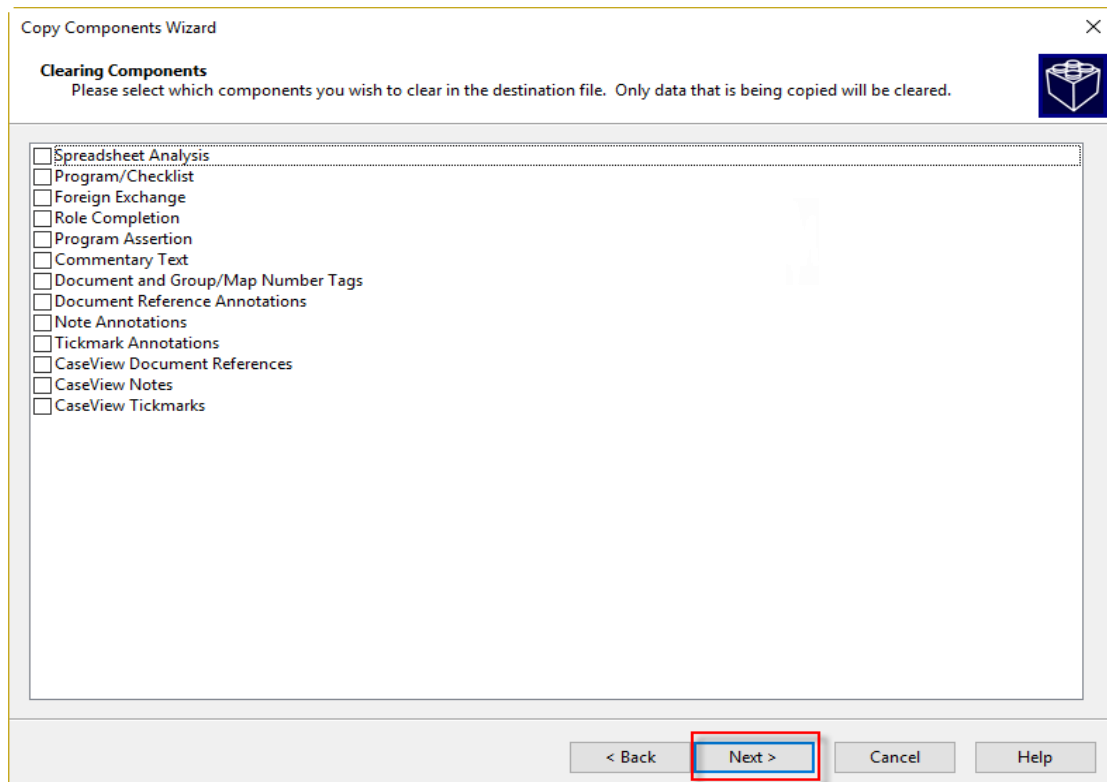 Copy Components Wizard
Clearing Components
Please select which components you wish to clear in the destination file.  Only data that is being copied will be cleared.
Spreadsheet Analysis
Program/Checklist
Foreign Exchange
Role Completion
Program Assertion
Commentary Text
Document and Group/Map Number Tags
Document Reference Annotations
Note Annotations
Tickmark Annotations
CaseView Document References
CaseView Notes
CaseView Tickmarks
< Back Next > Cancel Help